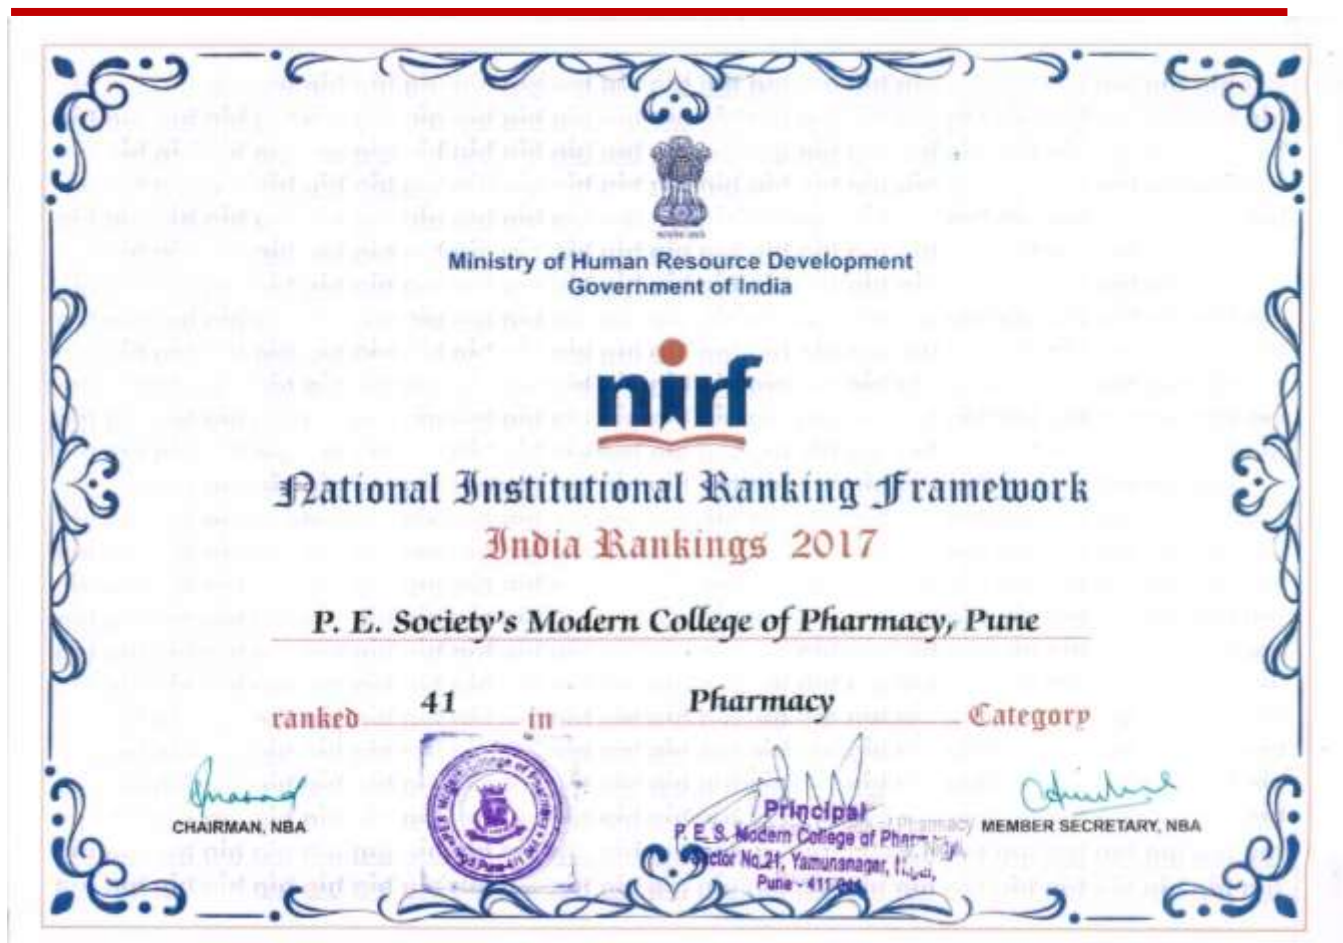 Ministry of Human Resource Development
Government of India
nirf
National Institutional Ranking Framework
India Rankings 2017
P. E. Society's Modern College of Pharmacy, Pune
ranked 41 in Pharmacy Category
CHAIRMAN, NBA
MEMBER SECRETARY, NBA
Principal
P. E. S. Modern College of
Sector No.21, Yamunanagar,
Pune - 411